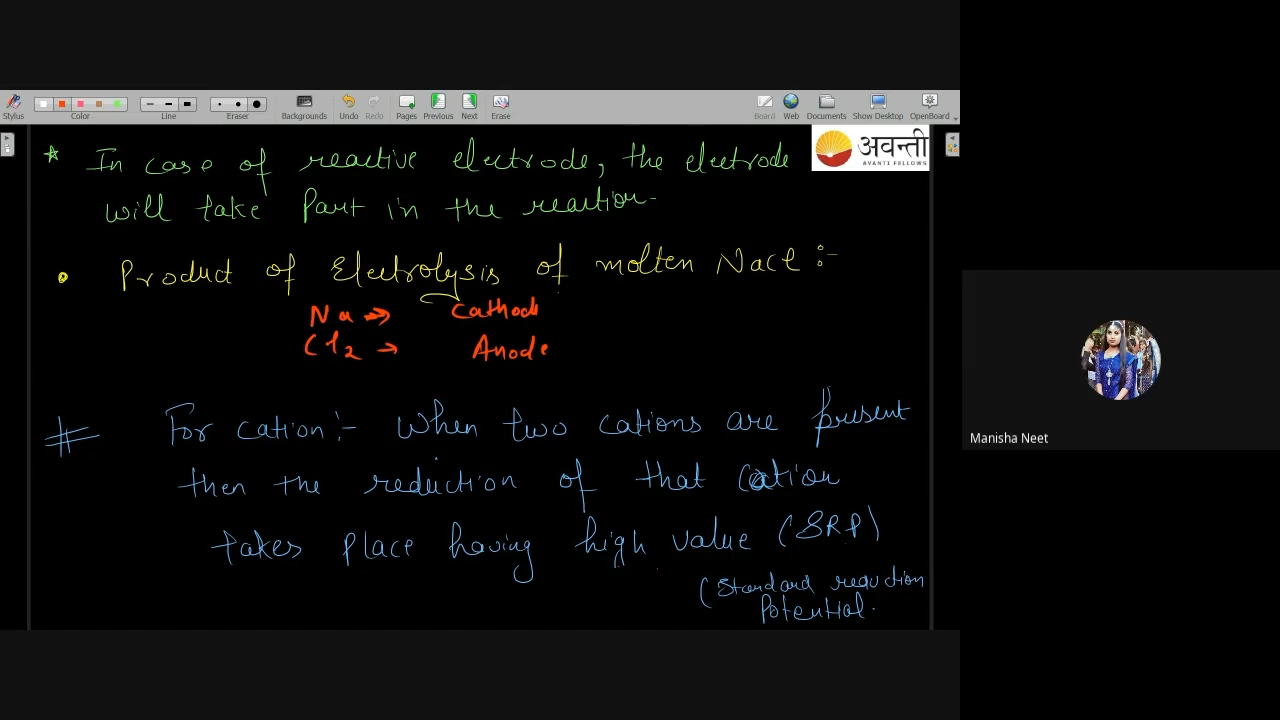 Stylus
Color
Line
Eraser
Backgrounds
Undo
Redo
Pages
Previous
Next
Erase
Board
Web
Documents
Show Desktop
OpenBoard
अवन्ती
AVANTI FELLOWS
* In case of reactive electrode, the electrode
will take Part in the reaction-
• Product of Electrolysis of molten NaCl :-
Na → Cathode
Cl2 → Anode
# For cation :- When two cations are present
then the reduction of that cation
takes place having high value (SRP)
(Standard reduction
Potential.
Manisha Neet